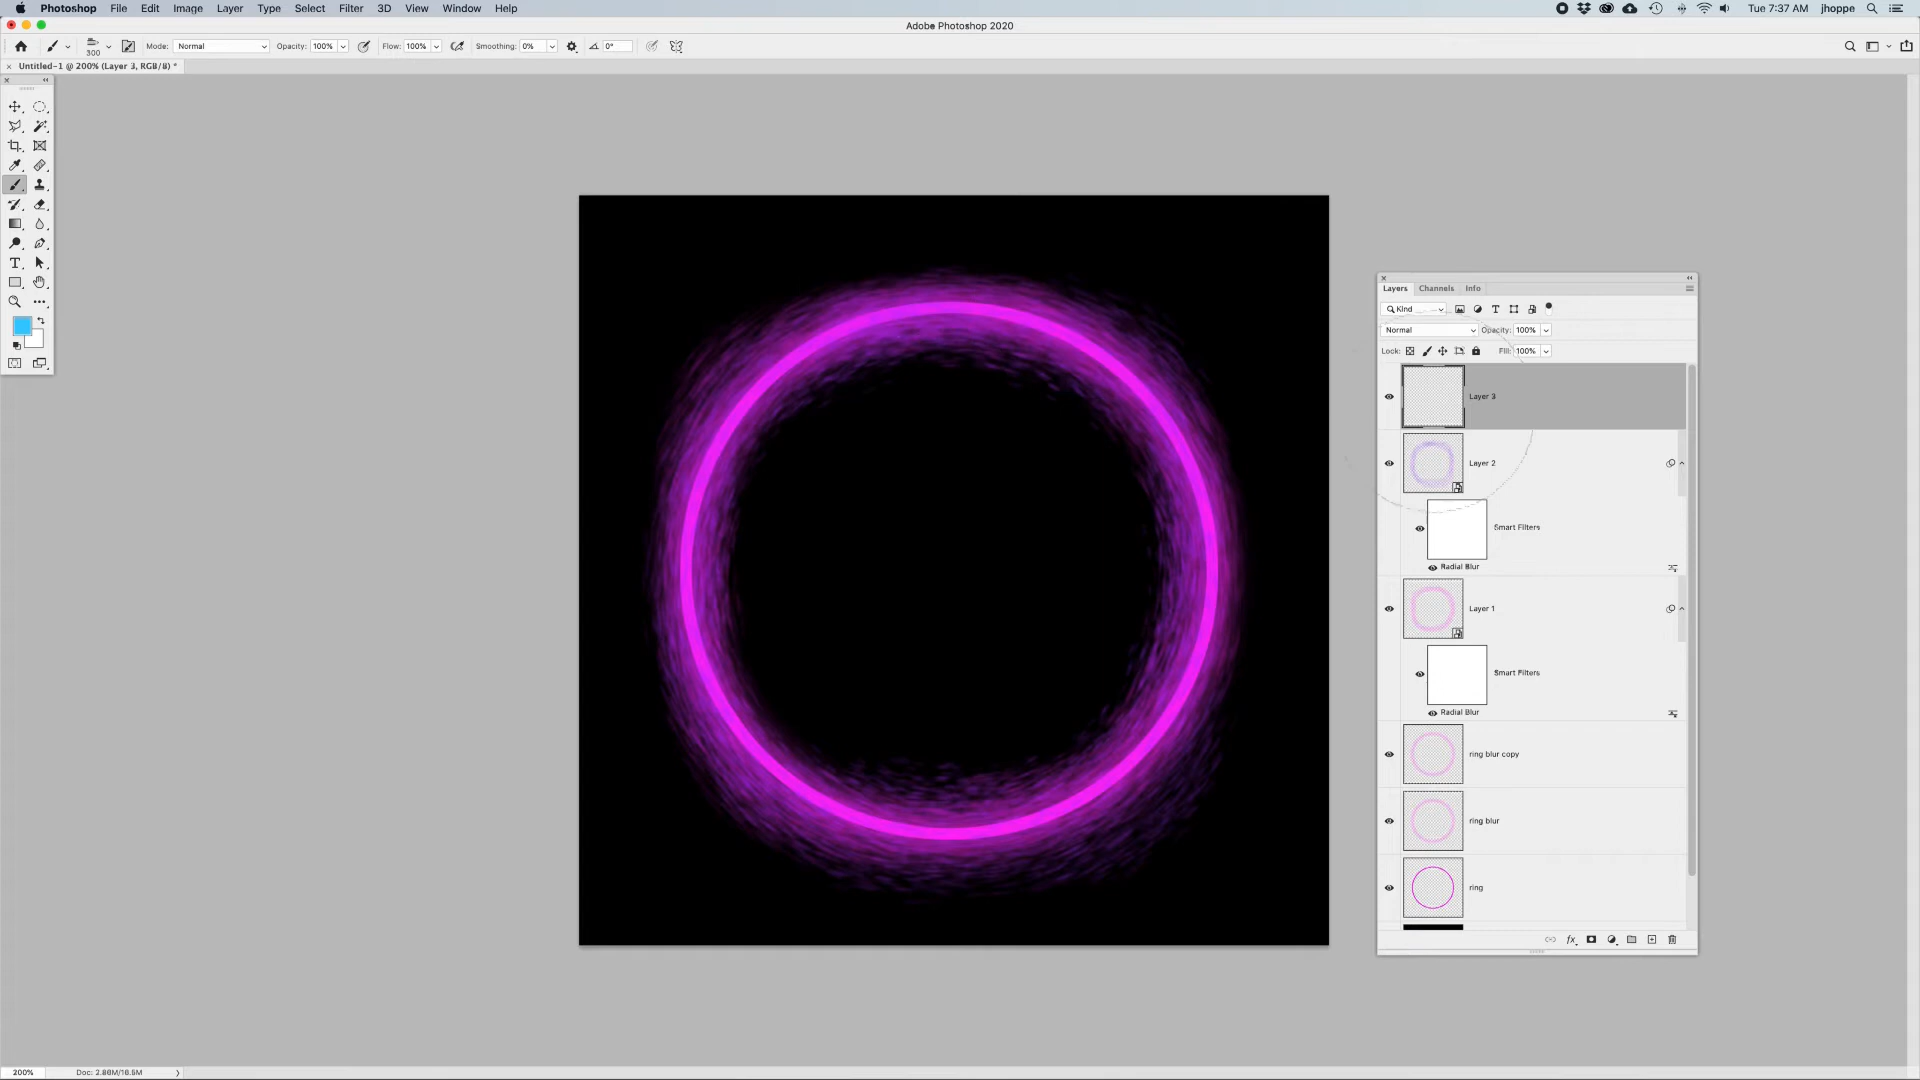 Photoshop File Edit Image Layer Type Select Filter 3D View Window Help Tue 7:37 AM jhoppe
Adobe Photoshop 2020
300 Mode: Normal Opacity: 100% Flow: 100% Smoothing: 0% 0°
Untitled-1 @ 200% (Layer 3, RGB/8) *
Layers Channels Info
Kind
Normal Opacity: 100%
Lock: Fill: 100%
Layer 3
Layer 2
Smart Filters
Radial Blur
Layer 1
Smart Filters
Radial Blur
ring blur copy
ring blur
ring
fx
200% Doc: 2.86M/16.5M